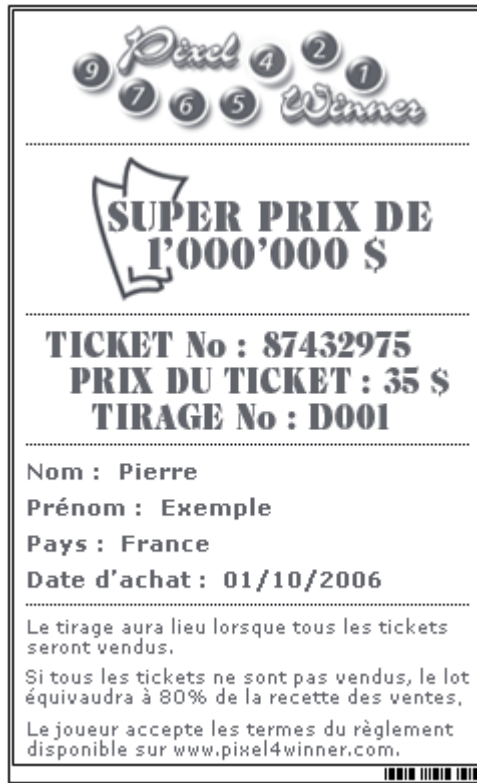 Pixel 4 2 1
9 7 6 5 Winner
SUPER PRIX DE
1'000'000 $
TICKET No : 87432975
PRIX DU TICKET : 35 $
TIRAGE No : D001
Nom : Pierre
Prénom : Exemple
Pays : France
Date d'achat : 01/10/2006
Le tirage aura lieu lorsque tous les tickets
seront vendus.
Si tous les tickets ne sont pas vendus, le lot
équivaudra à 80% de la recette des ventes.
Le joueur accepte les termes du règlement
disponible sur www.pixel4winner.com.